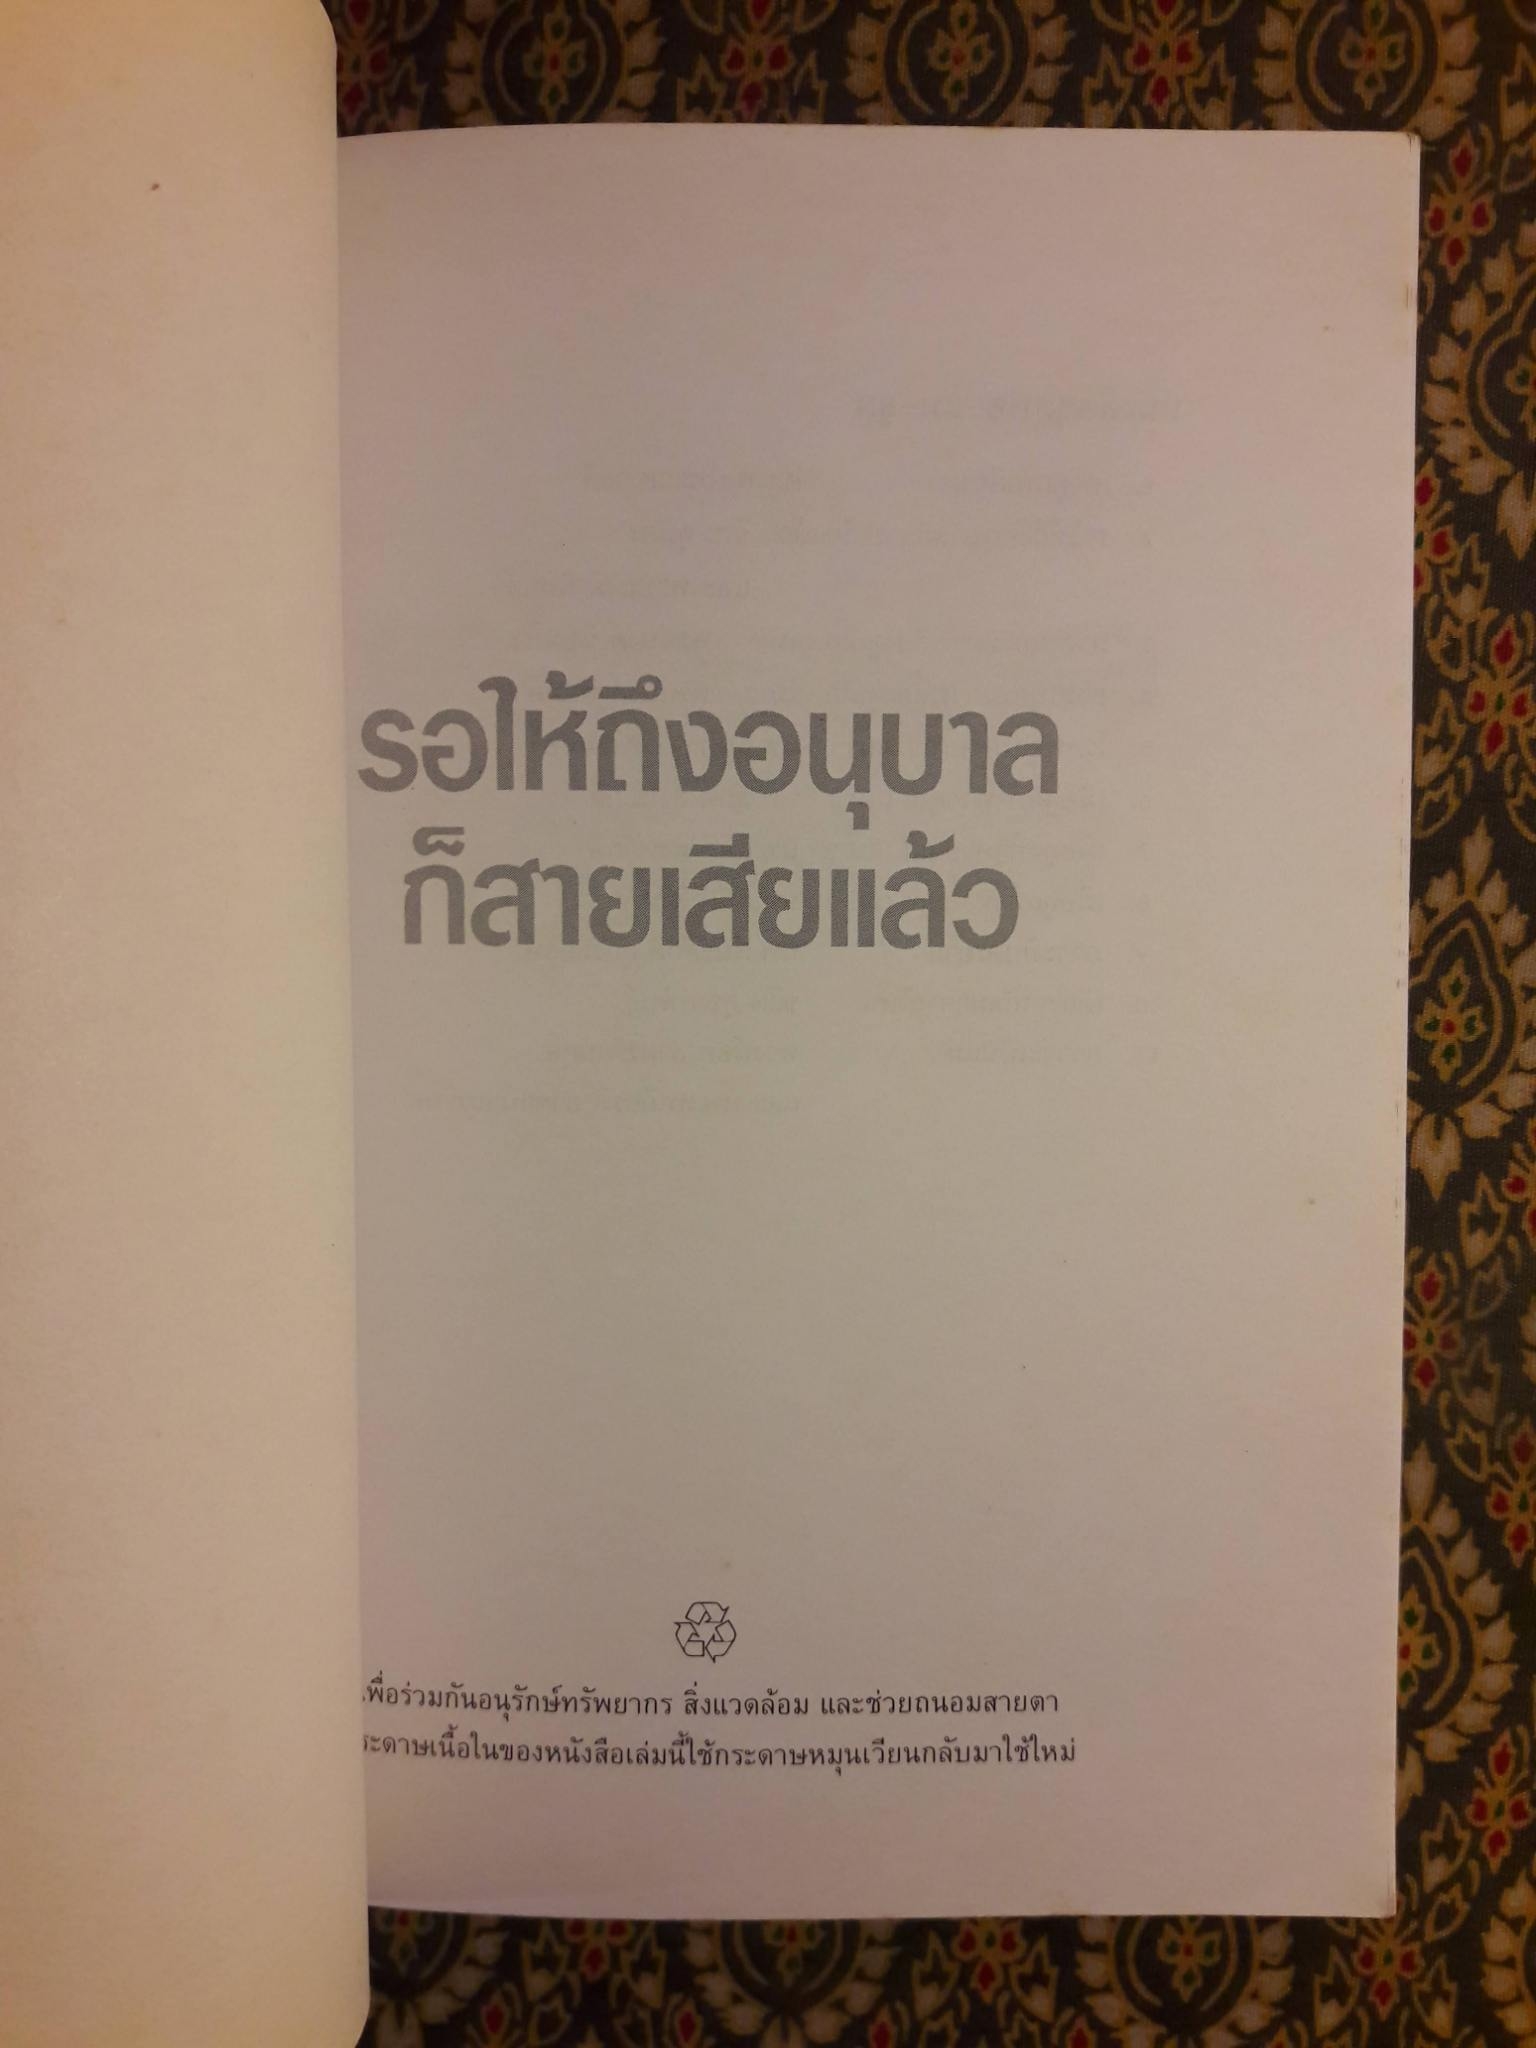 รอให้ถึงอนุบาล
ก็สายเสียแล้ว
เพื่อร่วมกันอนุรักษ์ทรัพยากร สิ่งแวดล้อม และช่วยถนอมสายตา
ระดาษเนื้อในของหนังสือเล่มนี้ใช้กระดาษหมุนเวียนกลับมาใช้ใหม่